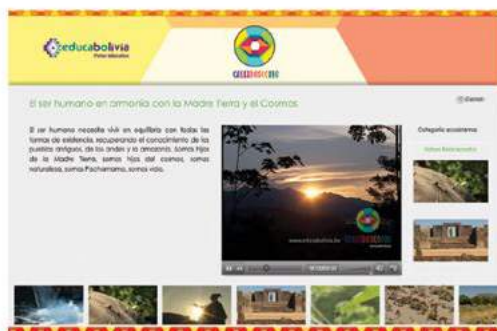 educabolivia
El ser humano en armonía con la Madre Tierra y el Cosmos
El ser humano necesita vivir en equilibrio con todas las
formas de existencia, recuperando el conocimiento de los
pueblos antiguos, de los andes y la amazonía. Somos hijos
de la Madre Tierra, somos hijos del cosmos, somos
naturaleza, somos Pachamama, somos vida.
www.educabolivia.bo
Categoría ecosistema